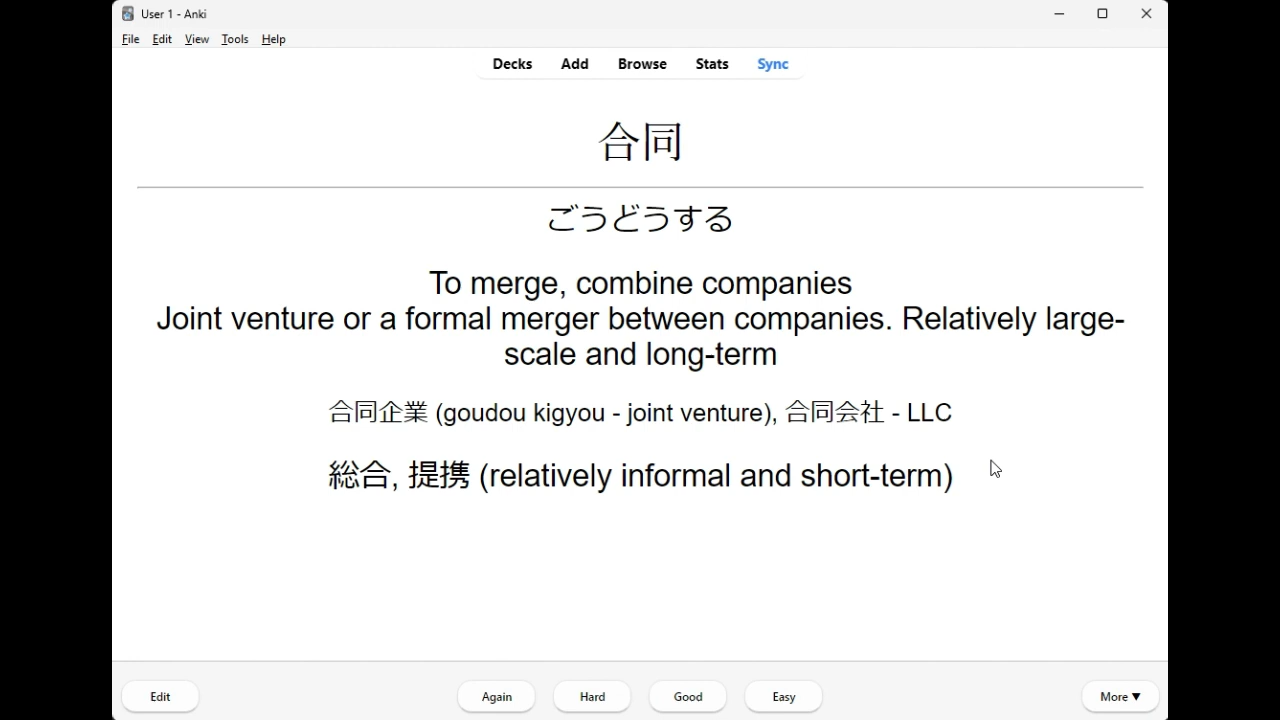 User 1 - Anki
File Edit View Tools Help
Decks Add Browse Stats Sync
合同
ごうどうする
To merge, combine companies
Joint venture or a formal merger between companies. Relatively large-
scale and long-term
合同企業 (goudou kigyou - joint venture), 合同会社 - LLC
総合, 提携 (relatively informal and short-term)
Edit Again Hard Good Easy More ▼